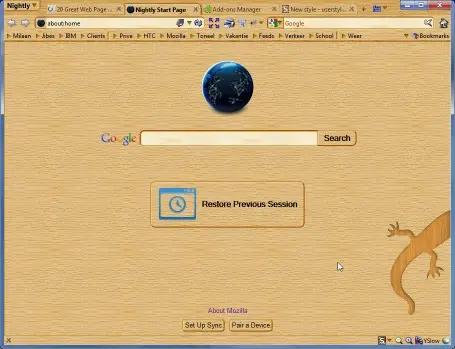 Nightly
20 Great Web Page ...
Nightly Start Page
Add-ons Manager
New style - userstyl...
about:home
Google
Milaan
Jibes
IBM
Clients
Prive
HTC
Mozilla
Toneel
Vakantie
Feeds
Verkeer
School
Weer
Bookmarks
Google
Search
Restore Previous Session
About Mozilla
Set Up Sync
Pair a Device
YSlow